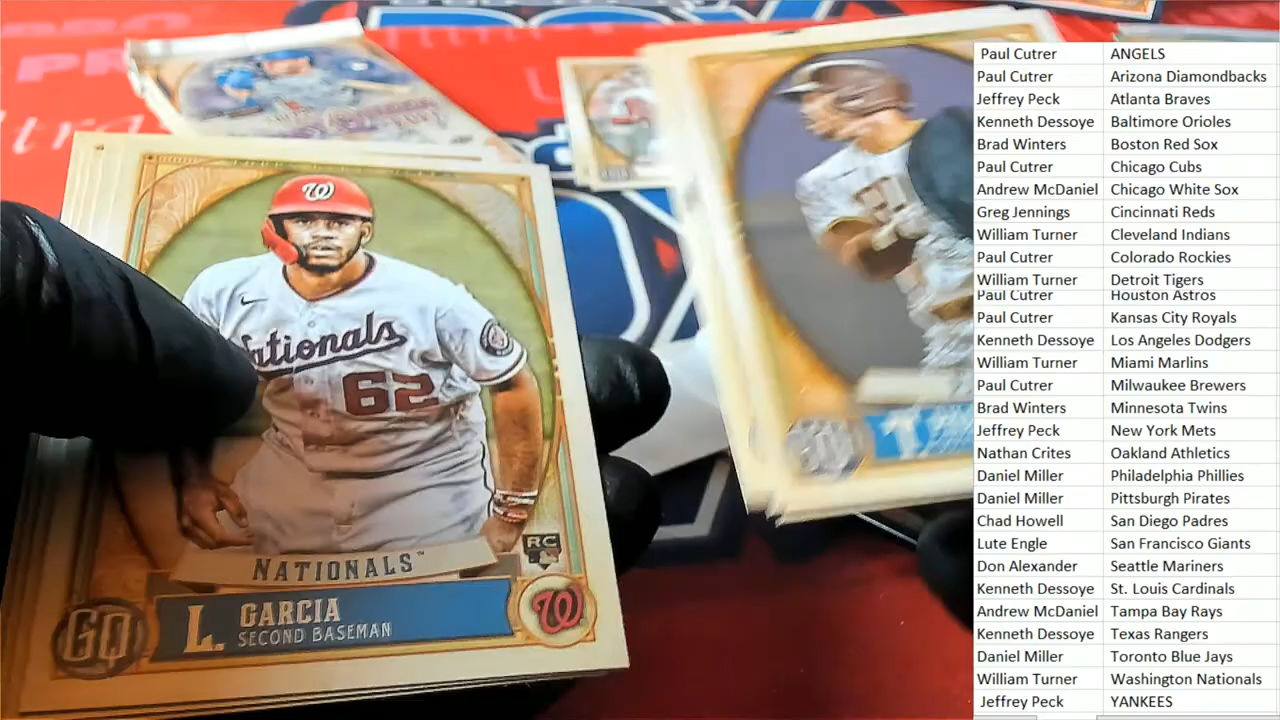 W
Nationals
62
RC
NATIONALS
GQ
L. GARCIA
SECOND BASEMAN
W
Paul Cutrer ANGELS
Paul Cutrer Arizona Diamondbacks
Jeffrey Peck Atlanta Braves
Kenneth Dessoye Baltimore Orioles
Brad Winters Boston Red Sox
Paul Cutrer Chicago Cubs
Andrew McDaniel Chicago White Sox
Greg Jennings Cincinnati Reds
William Turner Cleveland Indians
Paul Cutrer Colorado Rockies
William Turner Detroit Tigers
Paul Cutrer Houston Astros
Paul Cutrer Kansas City Royals
Kenneth Dessoye Los Angeles Dodgers
William Turner Miami Marlins
Paul Cutrer Milwaukee Brewers
Brad Winters Minnesota Twins
Jeffrey Peck New York Mets
Nathan Crites Oakland Athletics
Daniel Miller Philadelphia Phillies
Daniel Miller Pittsburgh Pirates
Chad Howell San Diego Padres
Lute Engle San Francisco Giants
Don Alexander Seattle Mariners
Kenneth Dessoye St. Louis Cardinals
Andrew McDaniel Tampa Bay Rays
Kenneth Dessoye Texas Rangers
Daniel Miller Toronto Blue Jays
William Turner Washington Nationals
Jeffrey Peck YANKEES